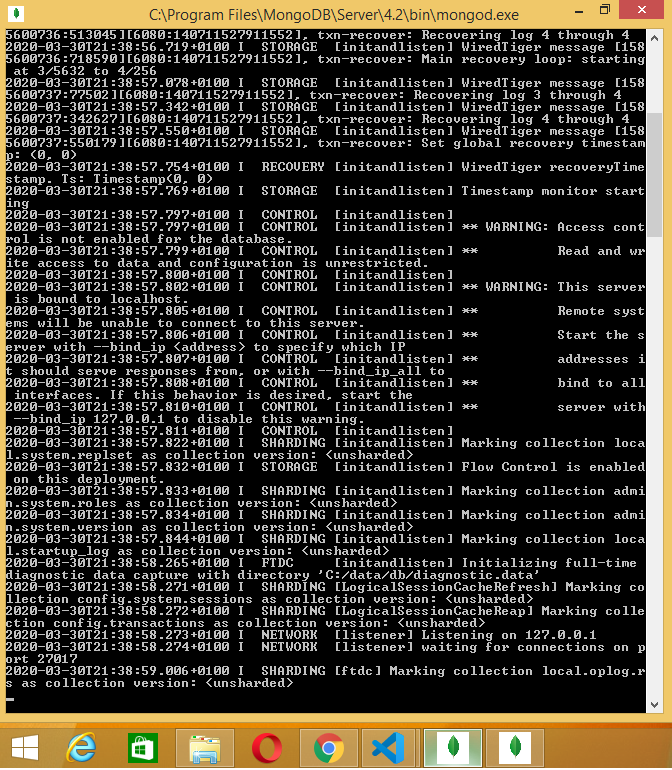 C:\Program Files\MongoDB\Server\4.2\bin\mongod.exe
5600736:513045][6080:140711527911552], txn-recover: Recovering log 4 through 4
2020-03-30T21:38:56.719+0100 I  STORAGE  [initandlisten] WiredTiger message [158
5600736:718590][6080:140711527911552], txn-recover: Main recovery loop: starting
 at 3/5632 to 4/256
2020-03-30T21:38:57.078+0100 I  STORAGE  [initandlisten] WiredTiger message [158
5600737:77502][6080:140711527911552], txn-recover: Recovering log 3 through 4
2020-03-30T21:38:57.342+0100 I  STORAGE  [initandlisten] WiredTiger message [158
5600737:342627][6080:140711527911552], txn-recover: Recovering log 4 through 4
2020-03-30T21:38:57.550+0100 I  STORAGE  [initandlisten] WiredTiger message [158
5600737:550179][6080:140711527911552], txn-recover: Set global recovery timestam
p: (0, 0)
2020-03-30T21:38:57.754+0100 I  RECOVERY [initandlisten] WiredTiger recoveryTime
stamp. Ts: Timestamp(0, 0)
2020-03-30T21:38:57.769+0100 I  STORAGE  [initandlisten] Timestamp monitor start
ing
2020-03-30T21:38:57.797+0100 I  CONTROL  [initandlisten]
2020-03-30T21:38:57.797+0100 I  CONTROL  [initandlisten] ** WARNING: Access cont
rol is not enabled for the database.
2020-03-30T21:38:57.799+0100 I  CONTROL  [initandlisten] **          Read and wr
ite access to data and configuration is unrestricted.
2020-03-30T21:38:57.800+0100 I  CONTROL  [initandlisten]
2020-03-30T21:38:57.802+0100 I  CONTROL  [initandlisten] ** WARNING: This server
 is bound to localhost.
2020-03-30T21:38:57.805+0100 I  CONTROL  [initandlisten] **          Remote syst
ems will be unable to connect to this server.
2020-03-30T21:38:57.806+0100 I  CONTROL  [initandlisten] **          Start the s
erver with --bind_ip <address> to specify which IP
2020-03-30T21:38:57.807+0100 I  CONTROL  [initandlisten] **          addresses i
t should serve responses from, or with --bind_ip_all to
2020-03-30T21:38:57.808+0100 I  CONTROL  [initandlisten] **          bind to all
 interfaces. If this behavior is desired, start the
2020-03-30T21:38:57.810+0100 I  CONTROL  [initandlisten] **          server with
 --bind_ip 127.0.0.1 to disable this warning.
2020-03-30T21:38:57.811+0100 I  CONTROL  [initandlisten]
2020-03-30T21:38:57.822+0100 I  SHARDING [initandlisten] Marking collection loca
l.system.replset as collection version: <unsharded>
2020-03-30T21:38:57.832+0100 I  STORAGE  [initandlisten] Flow Control is enabled
 on this deployment.
2020-03-30T21:38:57.833+0100 I  SHARDING [initandlisten] Marking collection admi
n.system.roles as collection version: <unsharded>
2020-03-30T21:38:57.834+0100 I  SHARDING [initandlisten] Marking collection admi
n.system.version as collection version: <unsharded>
2020-03-30T21:38:57.844+0100 I  SHARDING [initandlisten] Marking collection loca
l.startup_log as collection version: <unsharded>
2020-03-30T21:38:58.265+0100 I  FTDC     [initandlisten] Initializing full-time 
diagnostic data capture with directory 'C:/data/db/diagnostic.data'
2020-03-30T21:38:58.271+0100 I  SHARDING [LogicalSessionCacheRefresh] Marking co
llection config.system.sessions as collection version: <unsharded>
2020-03-30T21:38:58.272+0100 I  SHARDING [LogicalSessionCacheReap] Marking colle
ction config.transactions as collection version: <unsharded>
2020-03-30T21:38:58.273+0100 I  NETWORK  [listener] Listening on 127.0.0.1
2020-03-30T21:38:58.274+0100 I  NETWORK  [listener] waiting for connections on p
ort 27017
2020-03-30T21:38:59.006+0100 I  SHARDING [ftdc] Marking collection local.oplog.r
s as collection version: <unsharded>